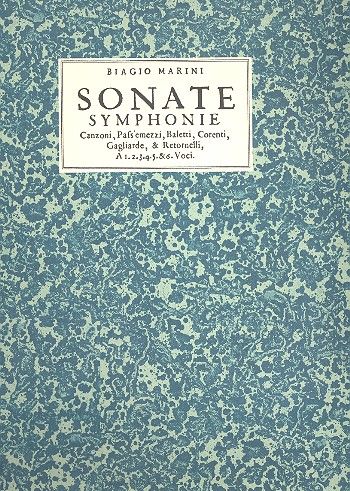 BIAGIO MARINI
SONATE
SYMPHONIE
Canzoni, Pass'emezzi, Baletti, Corenti,
Gagliarde, & Retornelli,
A 1. 2. 3. 4. 5. & 6. Voci.